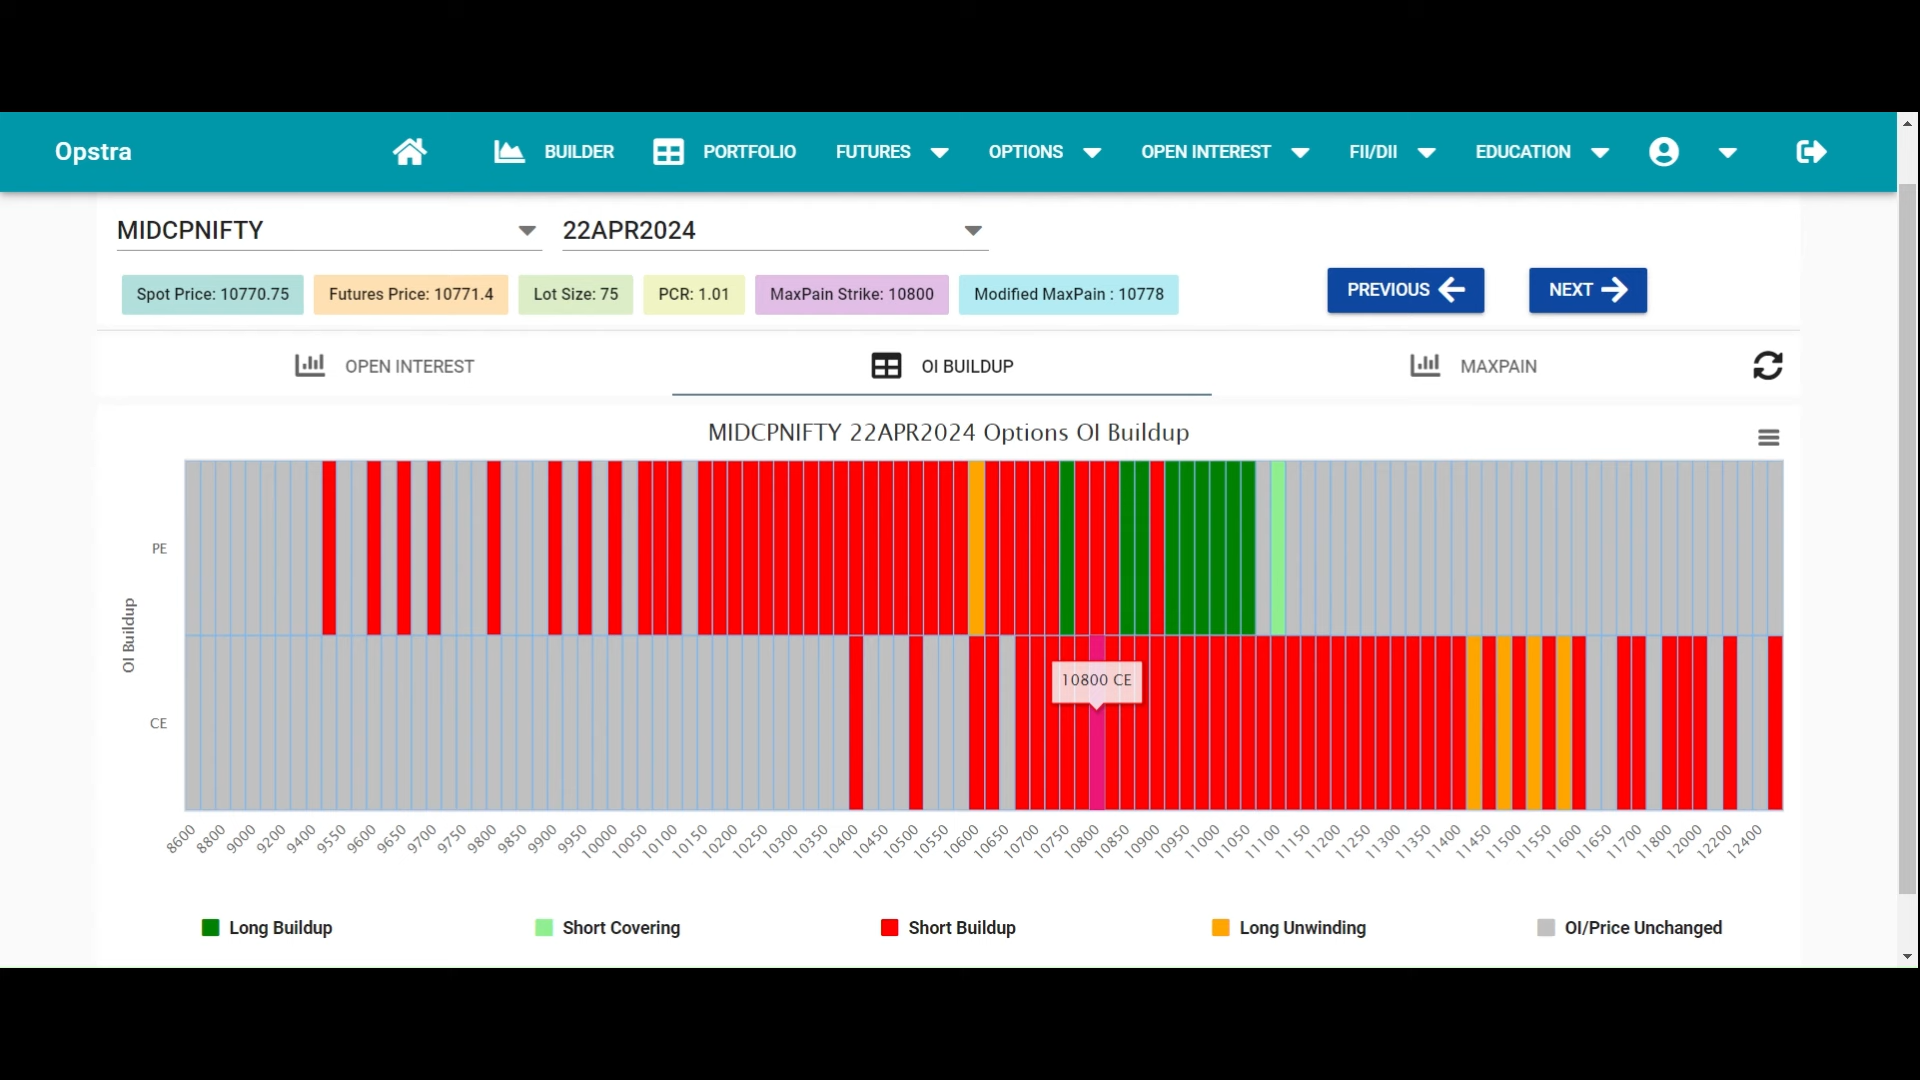 Opstra
BUILDER
PORTFOLIO
FUTURES
OPTIONS
OPEN INTEREST
FII/DII
EDUCATION
MIDCPNIFTY
22APR2024
Spot Price: 10770.75
Futures Price: 10771.4
Lot Size: 75
PCR: 1.01
MaxPain Strike: 10800
Modified MaxPain : 10778
PREVIOUS
NEXT
OPEN INTEREST
OI BUILDUP
MAXPAIN
MIDCPNIFTY 22APR2024 Options OI Buildup
PE
OI Buildup
10800 CE
CE
8600 8800 9000 9200 9400 9550 9600 9650 9700 9750 9800 9850 9900 9950 10000 10050 10100 10150 10200 10250 10300 10350 10400 10450 10500 10550 10600 10650 10700 10750 10800 10850 10900 10950 11000 11050 11100 11150 11200 11250 11300 11350 11400 11450 11500 11550 11600 11650 11700 11800 12000 12200 12400
Long Buildup
Short Covering
Short Buildup
Long Unwinding
OI/Price Unchanged